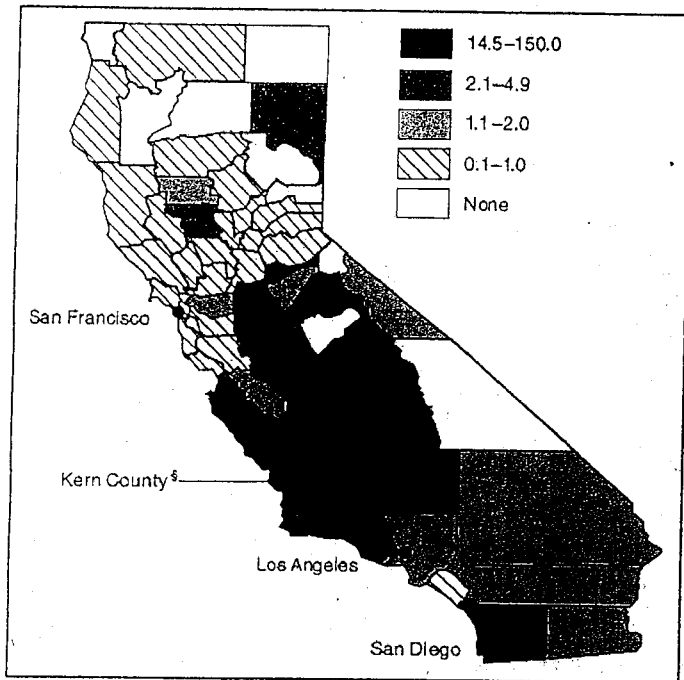 14.5–150.0
2.1–4.9
1.1–2.0
0.1–1.0
None
San Francisco
Kern County§
Los Angeles
San Diego